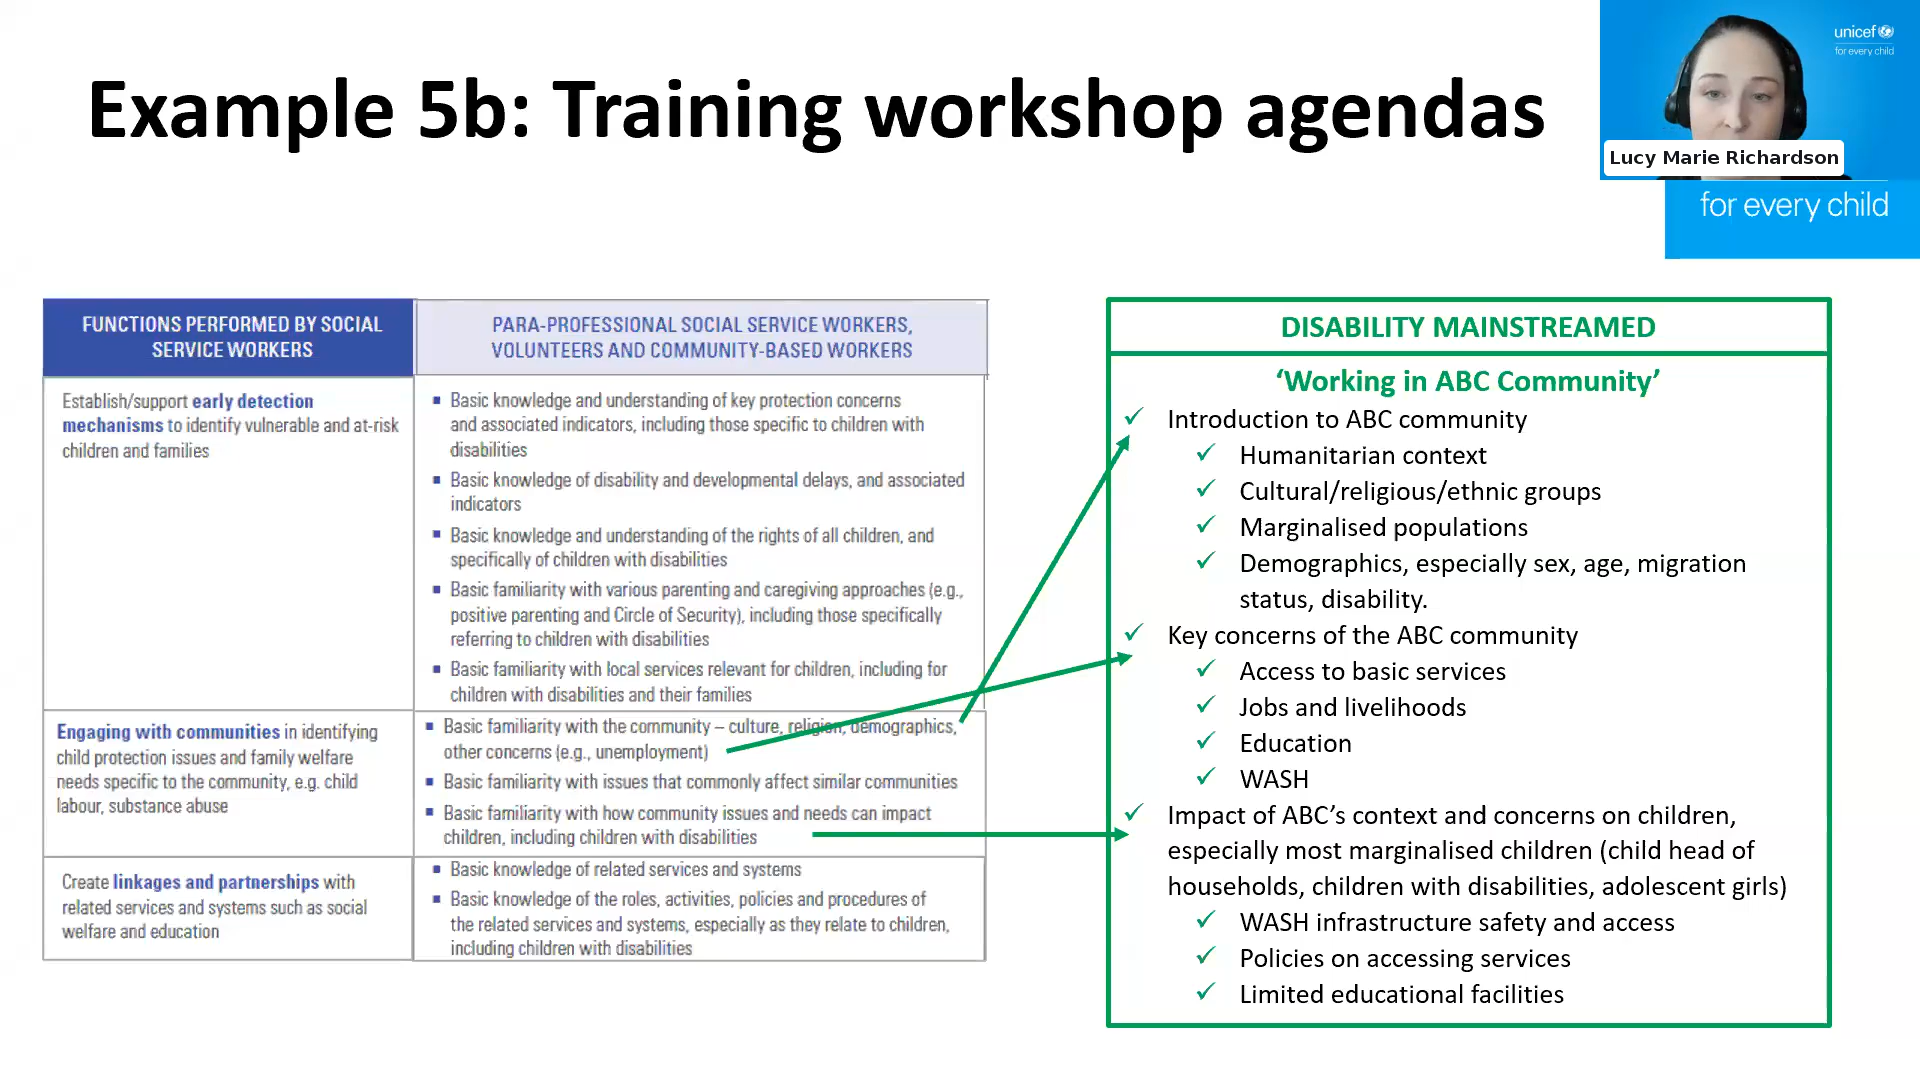 Example 5b: Training workshop agendas
unicef
for every child
Lucy Marie Richardson
for every child
FUNCTIONS PERFORMED BY SOCIAL
SERVICE WORKERS
PARA-PROFESSIONAL SOCIAL SERVICE WORKERS,
VOLUNTEERS AND COMMUNITY-BASED WORKERS
Establish/support early detection
mechanisms to identify vulnerable and at-risk
children and families
Basic knowledge and understanding of key protection concerns
and associated indicators, including those specific to children with
disabilities
Basic knowledge of disability and developmental delays, and associated
indicators
Basic knowledge and understanding of the rights of all children, and
specifically of children with disabilities
Basic familiarity with various parenting and caregiving approaches (e.g.,
positive parenting and Circle of Security), including those specifically
referring to children with disabilities
Basic familiarity with local services relevant for children, including for
children with disabilities and their families
Engaging with communities in identifying
child protection issues and family welfare
needs specific to the community, e.g. child
labour, substance abuse
Basic familiarity with the community – culture, religion, demographics,
other concerns (e.g., unemployment)
Basic familiarity with issues that commonly affect similar communities
Basic familiarity with how community issues and needs can impact
children, including children with disabilities
Create linkages and partnerships with
related services and systems such as social
welfare and education
Basic knowledge of related services and systems
Basic knowledge of the roles, activities, policies and procedures of
the related services and systems, especially as they relate to children,
including children with disabilities
DISABILITY MAINSTREAMED
‘Working in ABC Community’
Introduction to ABC community
Humanitarian context
Cultural/religious/ethnic groups
Marginalised populations
Demographics, especially sex, age, migration
status, disability.
Key concerns of the ABC community
Access to basic services
Jobs and livelihoods
Education
WASH
Impact of ABC’s context and concerns on children,
especially most marginalised children (child head of
households, children with disabilities, adolescent girls)
WASH infrastructure safety and access
Policies on accessing services
Limited educational facilities